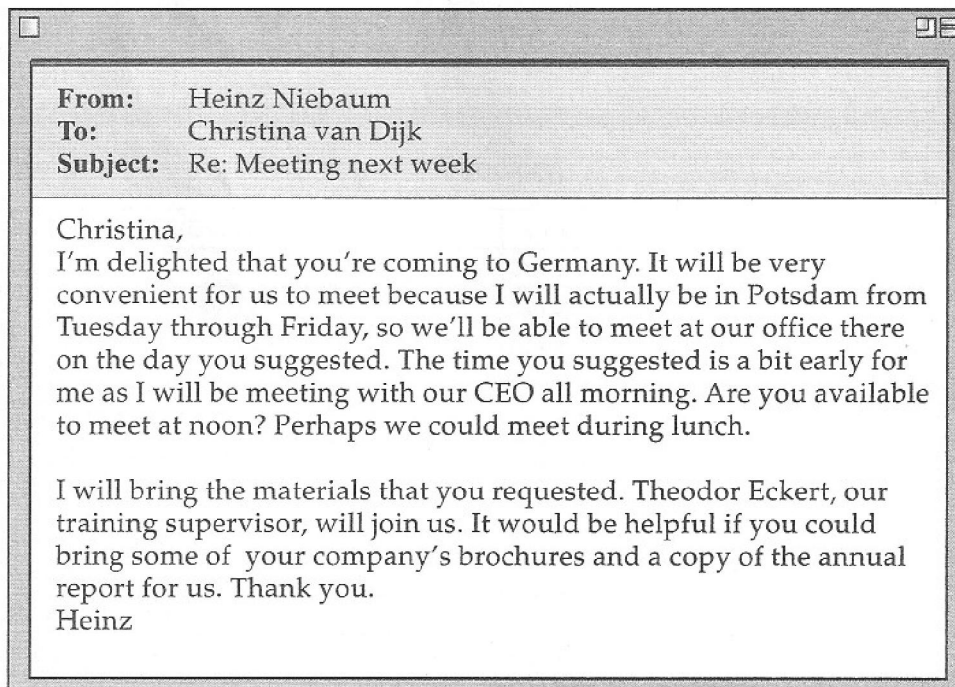 From: Heinz Niebaum
To: Christina van Dijk
Subject: Re: Meeting next week
Christina,
I'm delighted that you're coming to Germany. It will be very
convenient for us to meet because I will actually be in Potsdam from
Tuesday through Friday, so we'll be able to meet at our office there
on the day you suggested. The time you suggested is a bit early for
me as I will be meeting with our CEO all morning. Are you available
to meet at noon? Perhaps we could meet during lunch.
I will bring the materials that you requested. Theodor Eckert, our
training supervisor, will join us. It would be helpful if you could
bring some of your company's brochures and a copy of the annual
report for us. Thank you.
Heinz